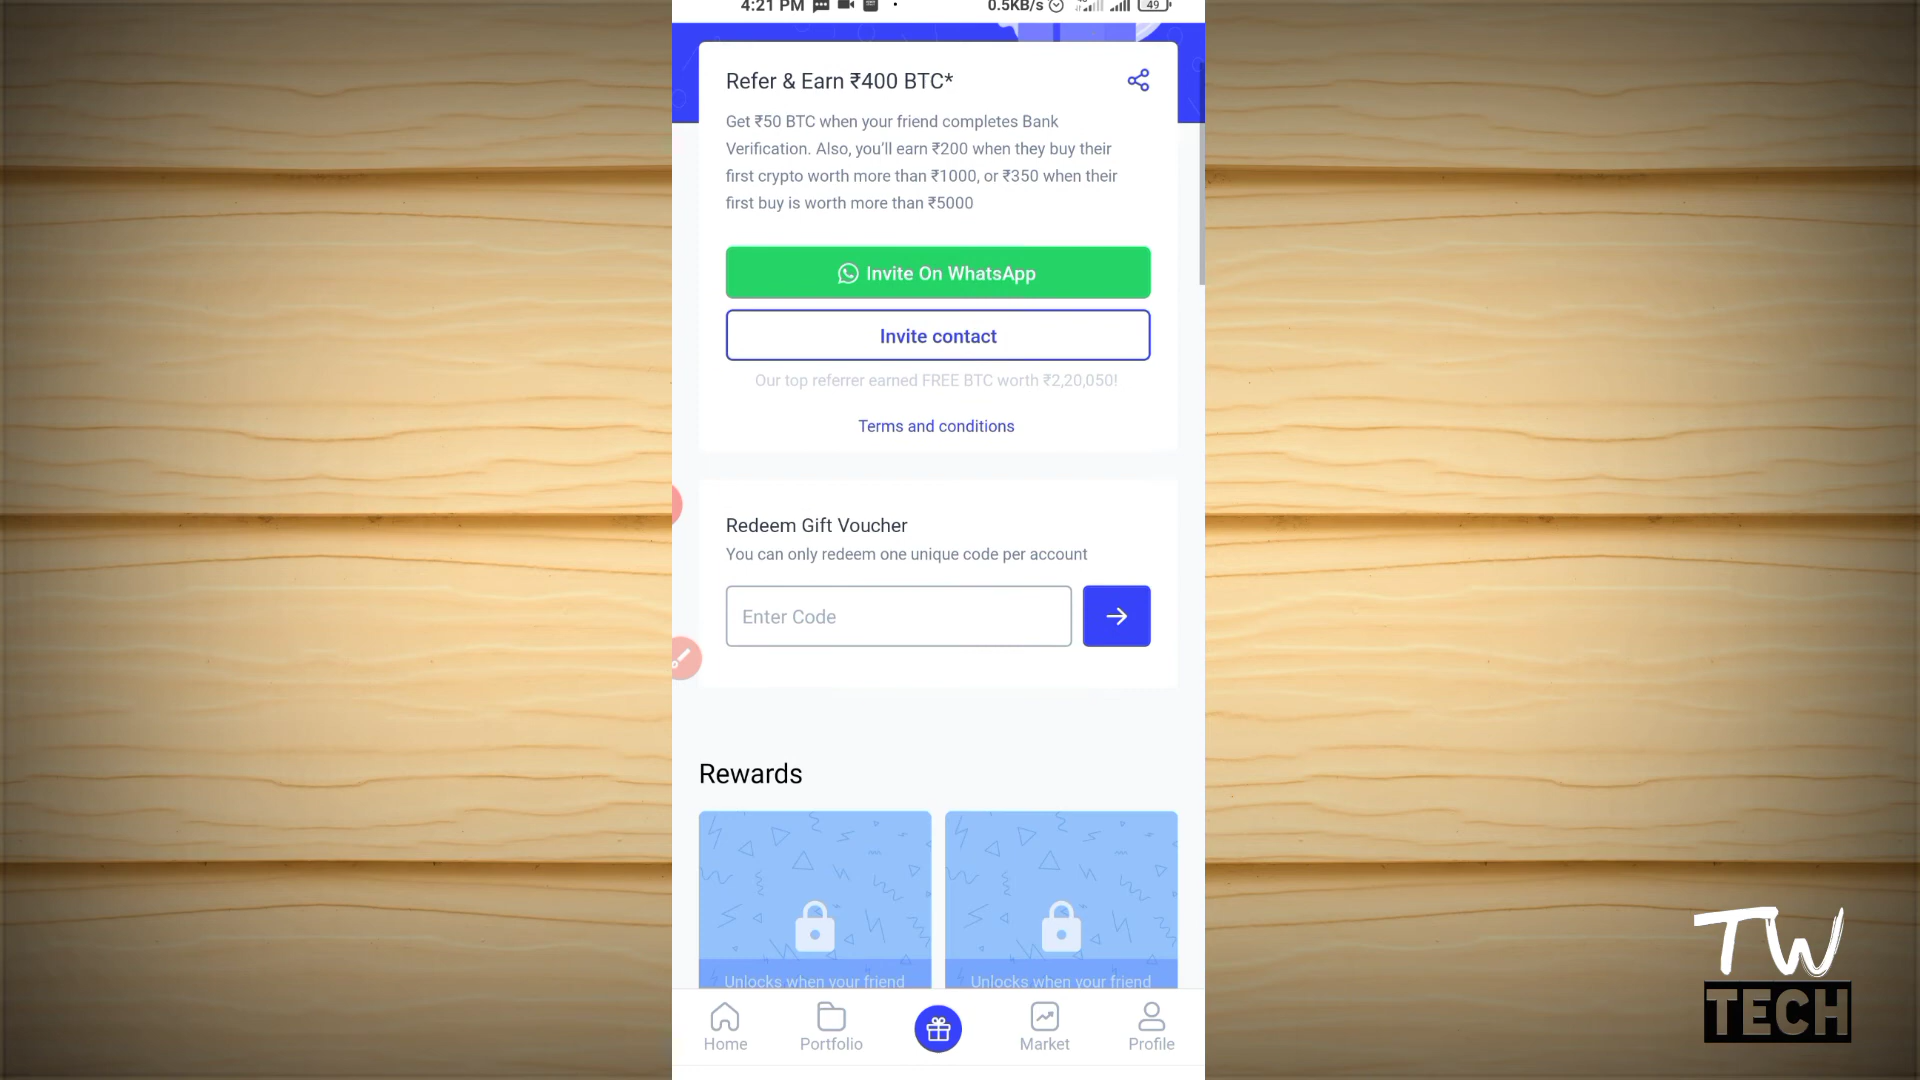 4:21 PM 0.5KB/s 49
Refer & Earn ₹400 BTC*
Get ₹50 BTC when your friend completes Bank
Verification. Also, you'll earn ₹200 when they buy their
first crypto worth more than ₹1000, or ₹350 when their
first buy is worth more than ₹5000
Invite On WhatsApp
Invite contact
Our top referrer earned FREE BTC worth ₹2,20,050!
Terms and conditions
Redeem Gift Voucher
You can only redeem one unique code per account
Enter Code
Rewards
Unlocks when your friend Unlocks when your friend
Home Portfolio Market Profile
TW
TECH